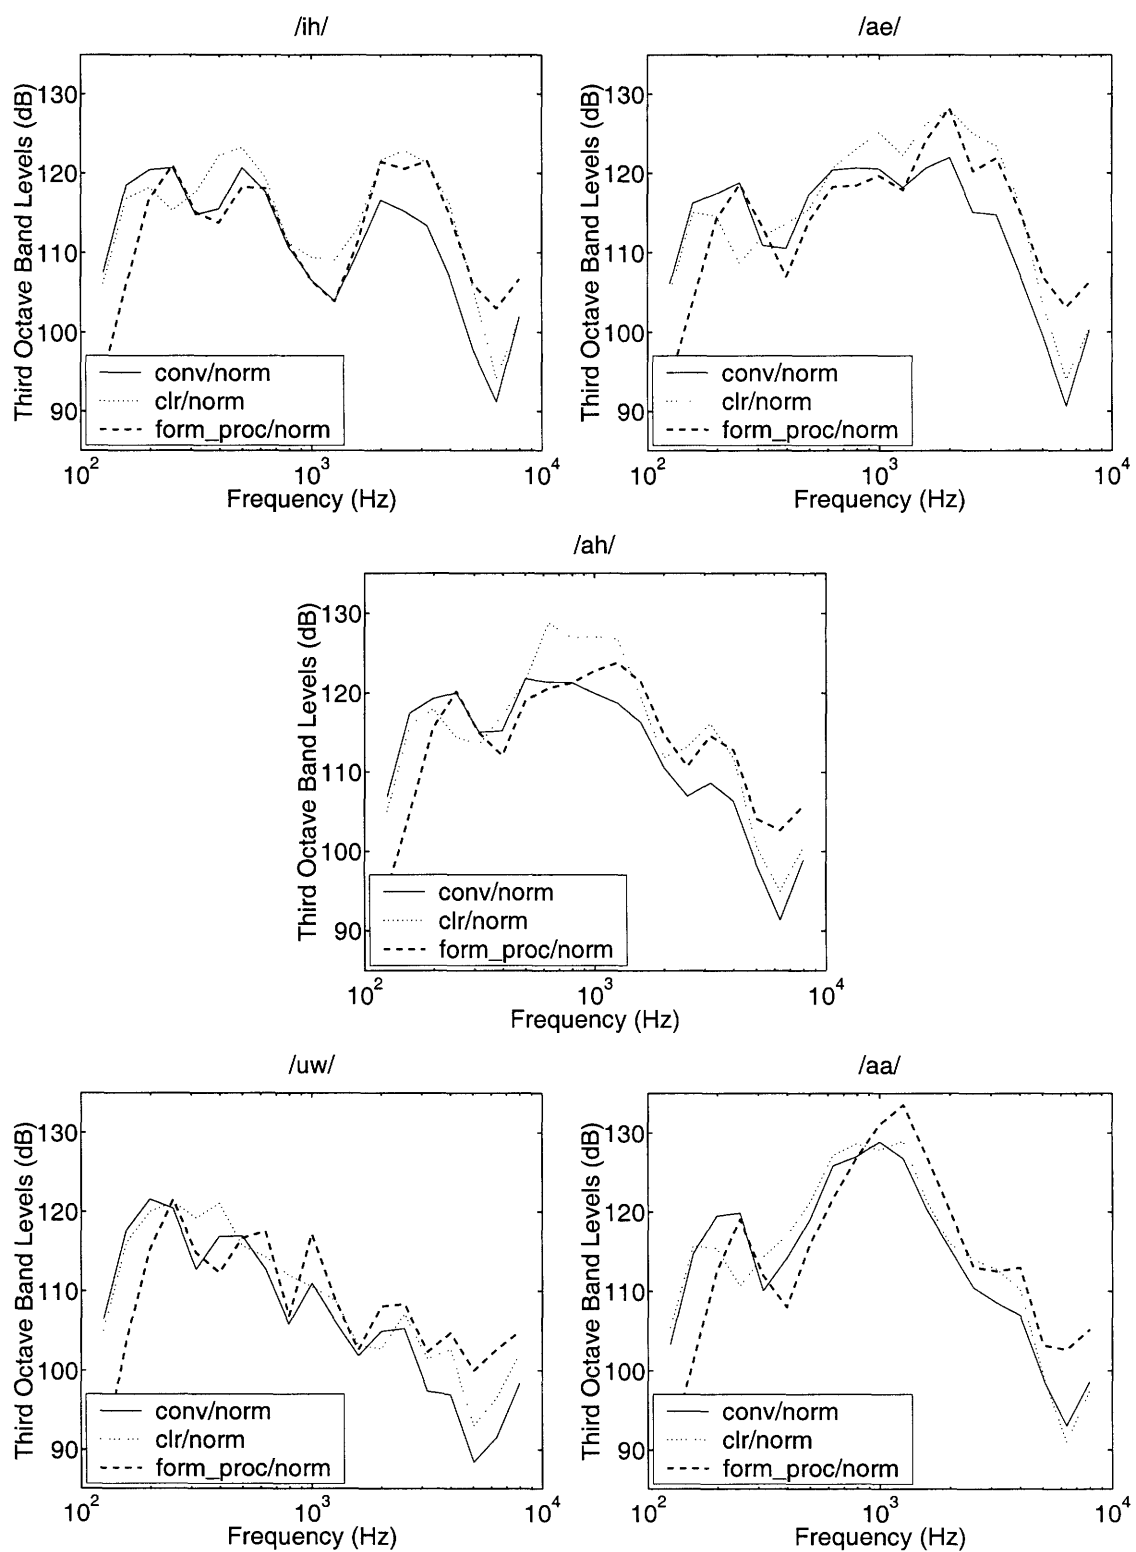 /ih/
Third Octave Band Levels (dB)
130
120
110
100
90
conv/norm
clr/norm
form_proc/norm
10^2
10^3
10^4
Frequency (Hz)
/ae/
Third Octave Band Levels (dB)
130
120
110
100
90
conv/norm
clr/norm
form_proc/norm
10^2
10^3
10^4
Frequency (Hz)
/ah/
Third Octave Band Levels (dB)
130
120
110
100
90
conv/norm
clr/norm
form_proc/norm
10^2
10^3
10^4
Frequency (Hz)
/uw/
Third Octave Band Levels (dB)
130
120
110
100
90
conv/norm
clr/norm
form_proc/norm
10^2
10^3
10^4
Frequency (Hz)
/aa/
Third Octave Band Levels (dB)
130
120
110
100
90
conv/norm
clr/norm
form_proc/norm
10^2
10^3
10^4
Frequency (Hz)